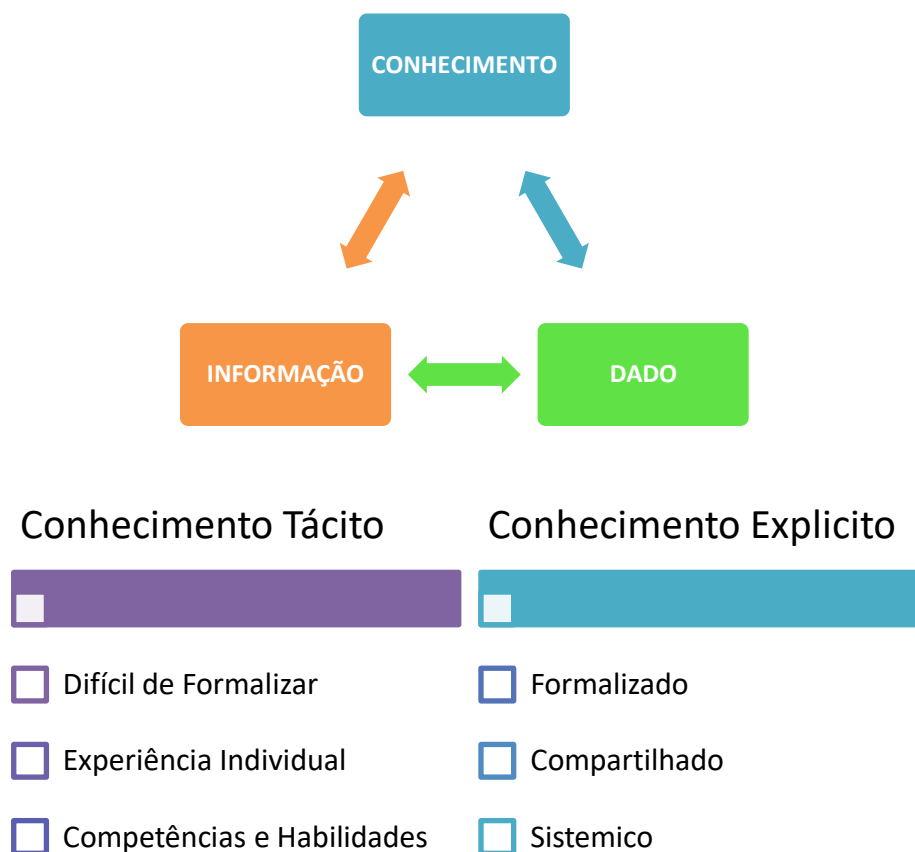 CONHECIMENTO
INFORMAÇÃO
DADO
Conhecimento Tácito
Difícil de Formalizar
Experiência Individual
Competências e Habilidades
Conhecimento Explicito
Formalizado
Compartilhado
Sistemico